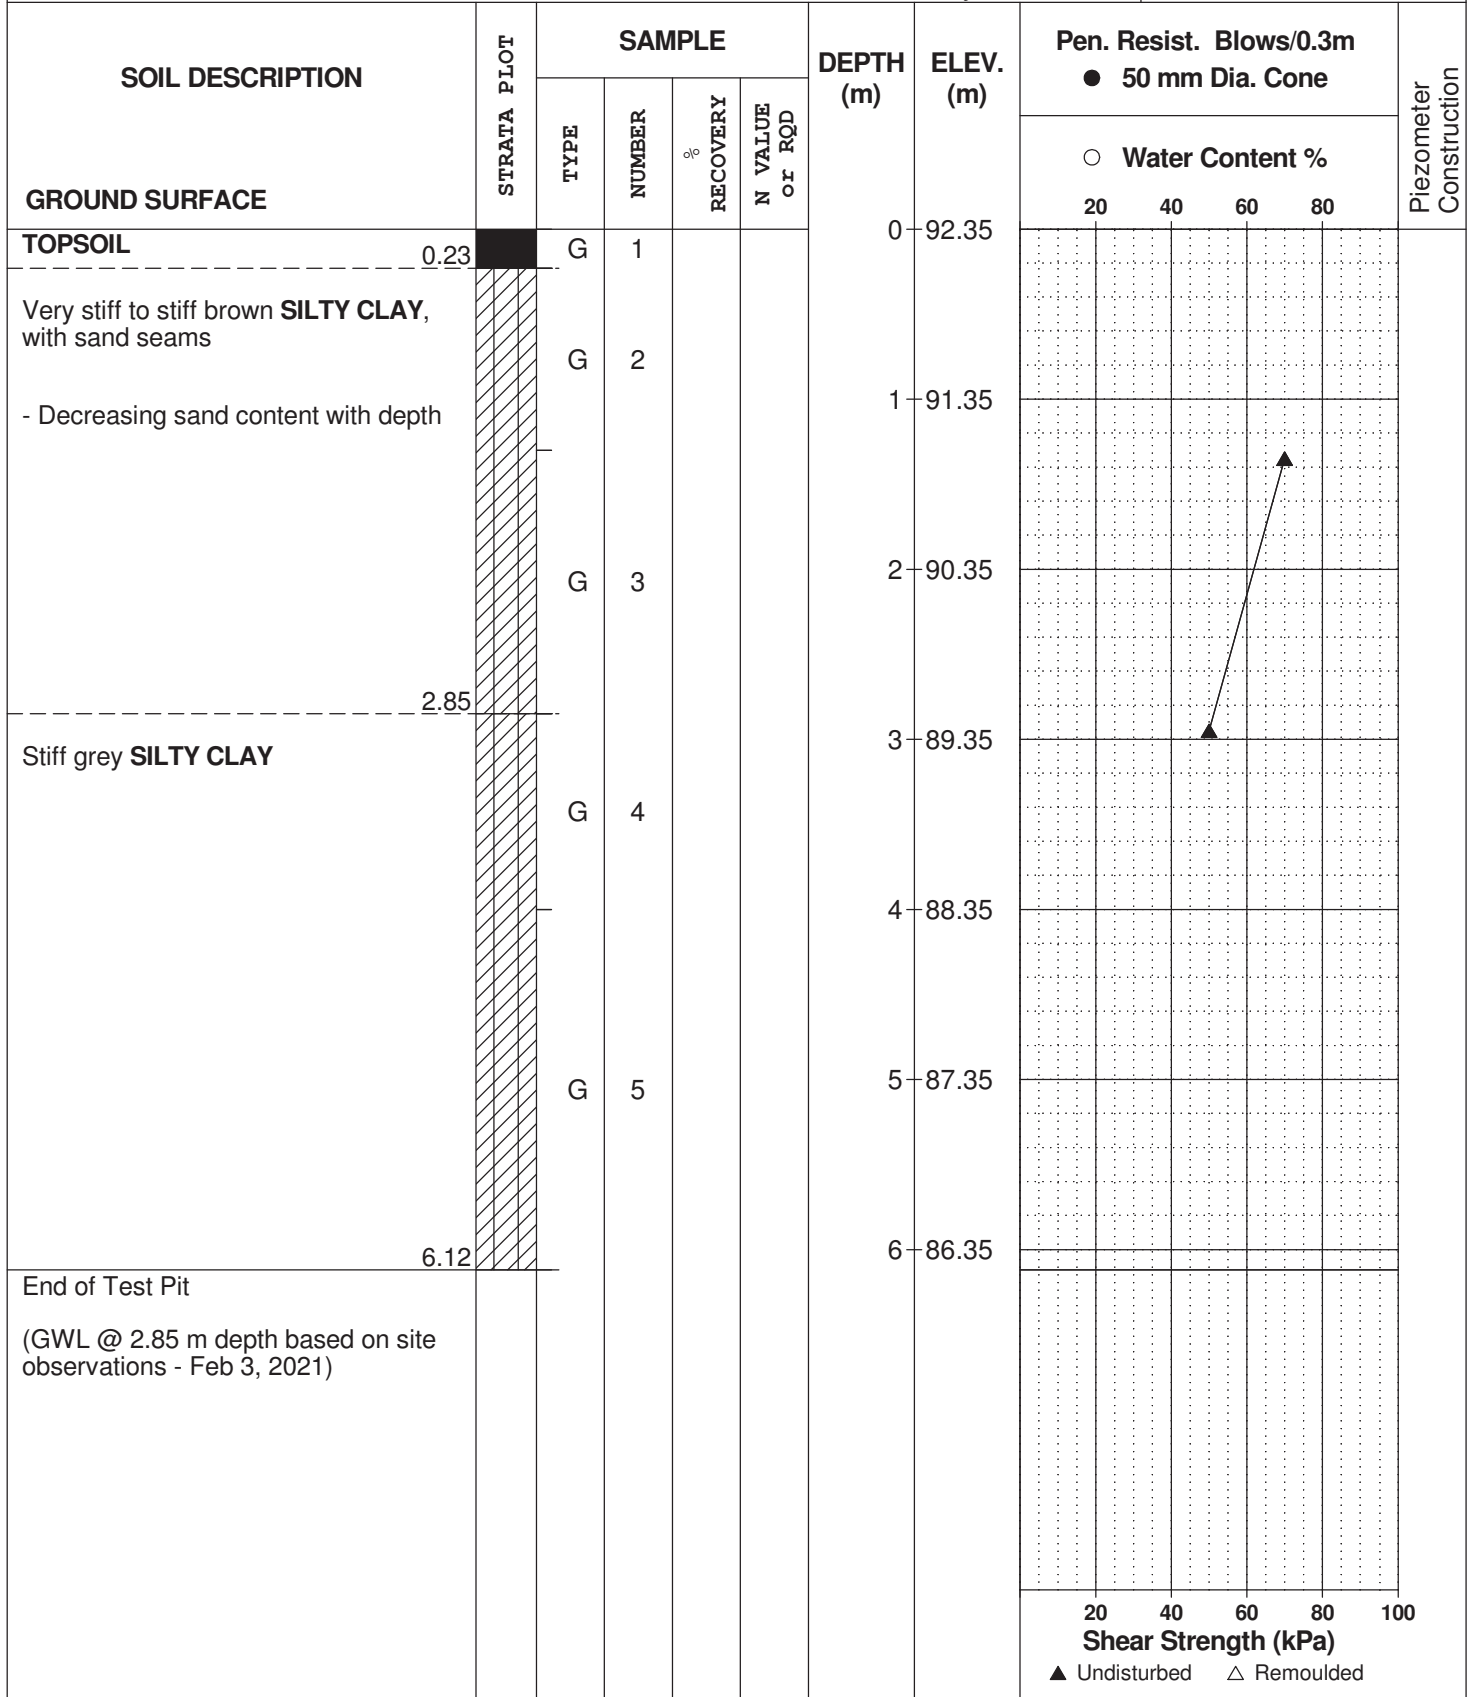 SOIL DESCRIPTION
GROUND SURFACE
STRATA PLOT
SAMPLE
TYPE
NUMBER
%
RECOVERY
N VALUE
or RQD
DEPTH
(m)
ELEV.
(m)
Pen. Resist. Blows/0.3m
● 50 mm Dia. Cone
○ Water Content %
20 40 60 80
Piezometer
Construction
TOPSOIL
0.23
G 1
0 92.35
Very stiff to stiff brown SILTY CLAY,
with sand seams
G 2
- Decreasing sand content with depth
1 91.35
G 3
2 90.35
2.85
Stiff grey SILTY CLAY
3 89.35
G 4
4 88.35
G 5
5 87.35
6.12
6 86.35
End of Test Pit
(GWL @ 2.85 m depth based on site
observations - Feb 3, 2021)
20 40 60 80 100
Shear Strength (kPa)
▲ Undisturbed △ Remoulded